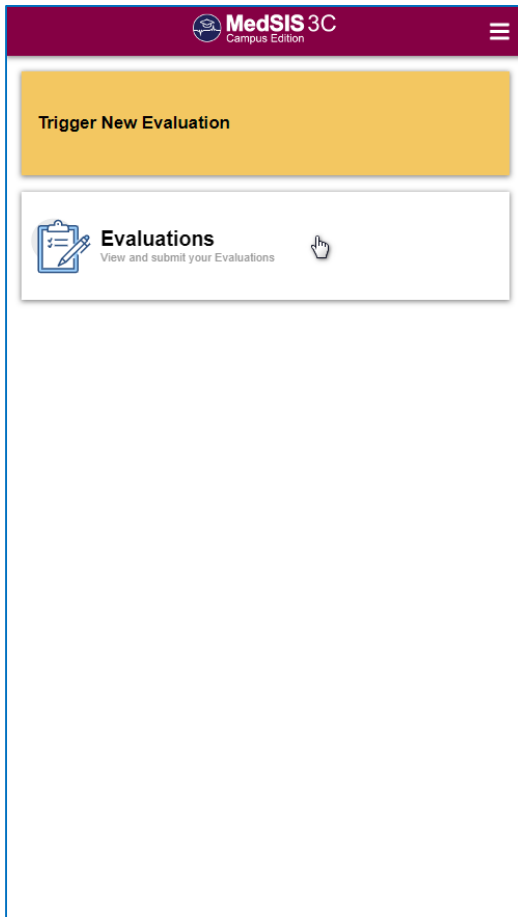 MedSIS 3C
Campus Edition
Trigger New Evaluation
Evaluations
View and submit your Evaluations